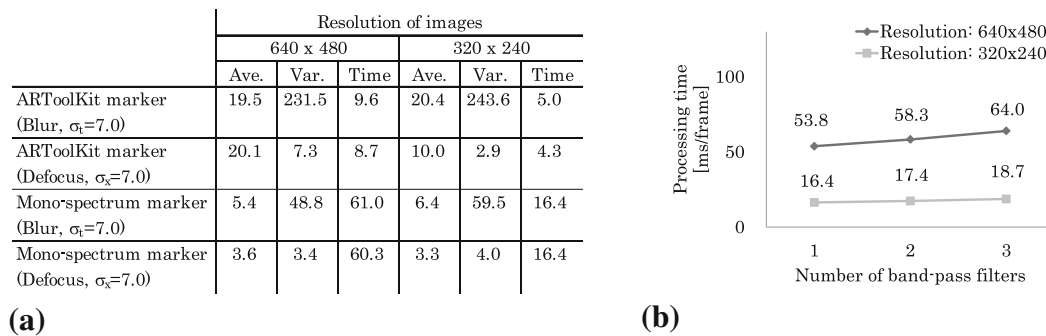 Resolution of images
640 x 480 320 x 240
Ave. Var. Time Ave. Var. Time
ARToolKit marker 19.5 231.5 9.6 20.4 243.6 5.0
(Blur, σt=7.0)
ARToolKit marker 20.1 7.3 8.7 10.0 2.9 4.3
(Defocus, σx=7.0)
Mono-spectrum marker 5.4 48.8 61.0 6.4 59.5 16.4
(Blur, σt=7.0)
Mono-spectrum marker 3.6 3.4 60.3 3.3 4.0 16.4
(Defocus, σx=7.0)
(a)
Resolution: 640x480
Resolution: 320x240
Processing time
[ms/frame]
100
50
0
53.8 58.3 64.0
16.4 17.4 18.7
1 2 3
Number of band-pass filters
(b)